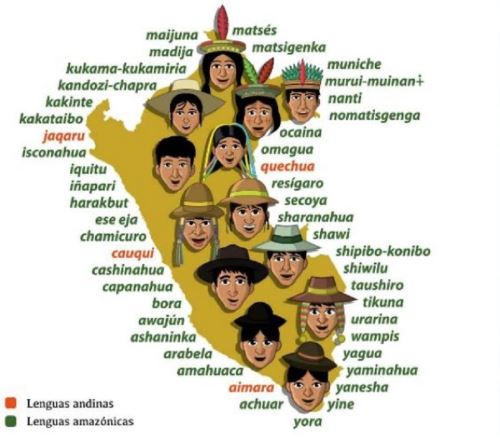 maijuna
madija
kukama-kukamiria
kandozi-chapra
kakinte
kakataibo
jaqaru
isconahua
iquitu
iñapari
harakbut
ese eja
chamicuro
cauqui
cashinahua
capanahua
bora
awajún
ashaninka
arabela
amahuaca
aimara
achuar
yora
matsés
matsigenka
muniche
murui-muinanɨ
nanti
nomatisgenga
ocaina
omagua
quechua
resígaro
secoya
sharanahua
shawi
shipibo-konibo
shiwilu
taushiro
tikuna
urarina
wampis
yagua
yaminahua
yanesha
yine
Lenguas andinas
Lenguas amazónicas